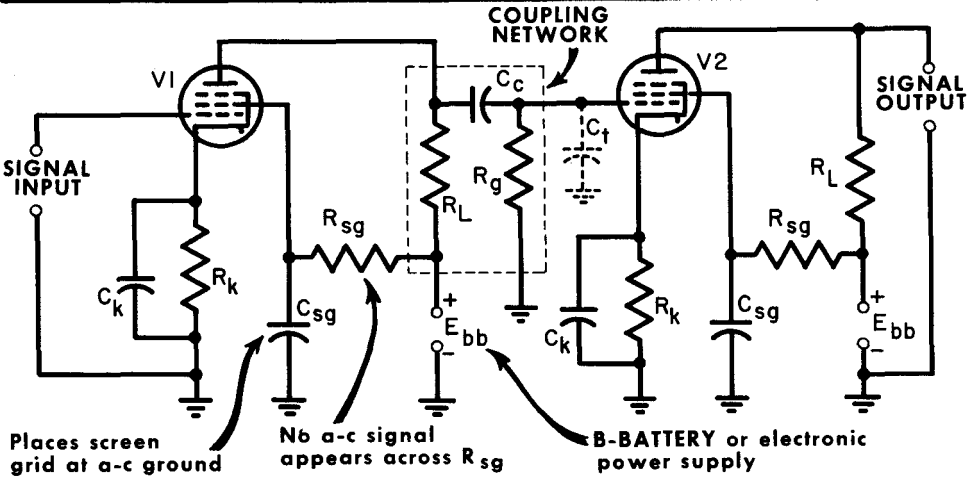 COUPLING
NETWORK
V1
Cc
V2
SIGNAL
OUTPUT
Ct
SIGNAL
INPUT
Rg
RL
RL
Rsg
Rsg
Ck
Rk
Csg
+
Ebb
-
Ck
Rk
Csg
+
Ebb
-
Places screen
grid at a-c ground
No a-c signal
appears across Rsg
B-BATTERY or electronic
power supply